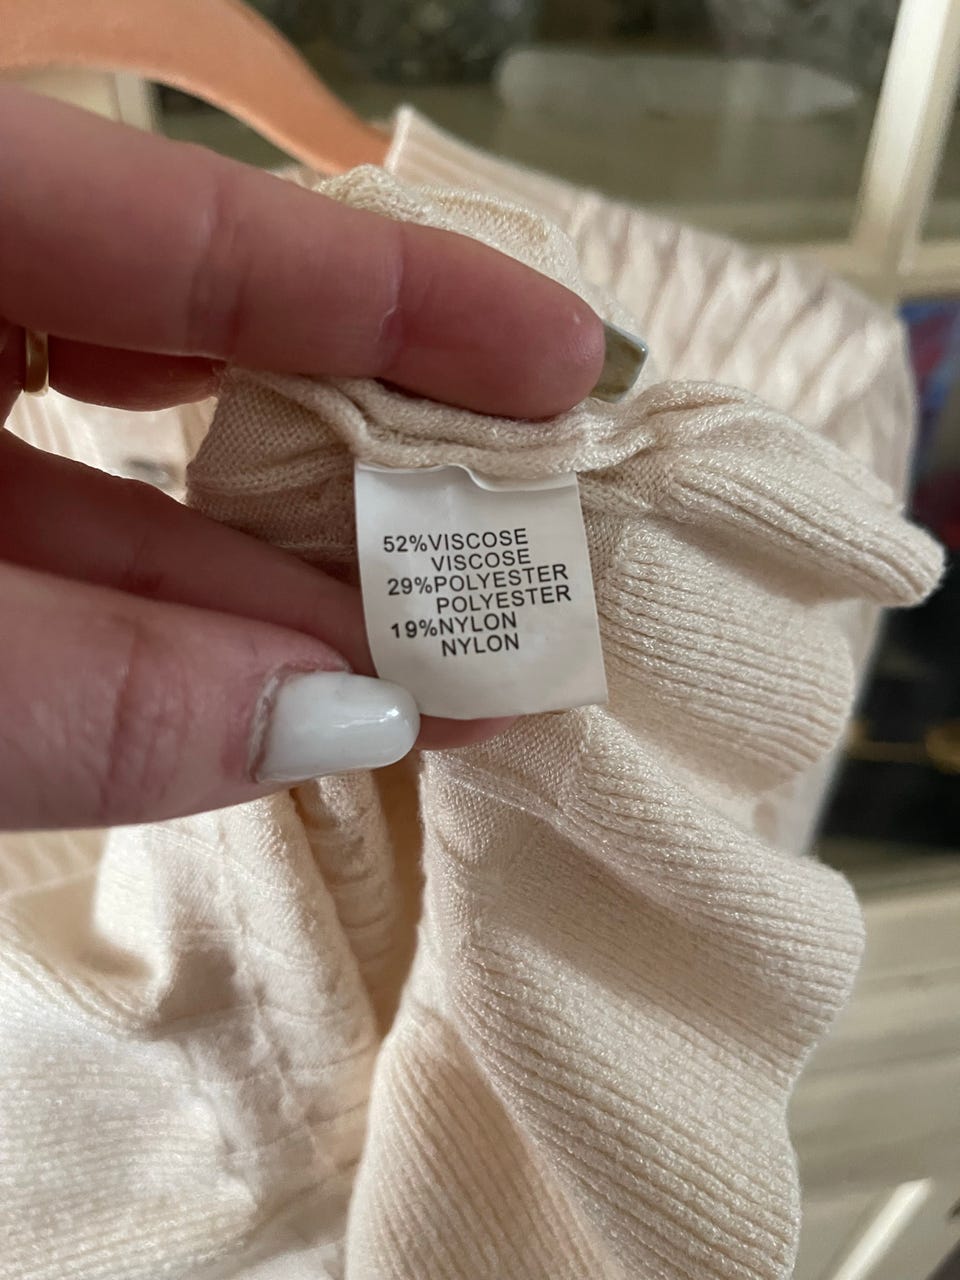 52%VISCOSE
VISCOSE
29%POLYESTER
POLYESTER
19%NYLON
NYLON